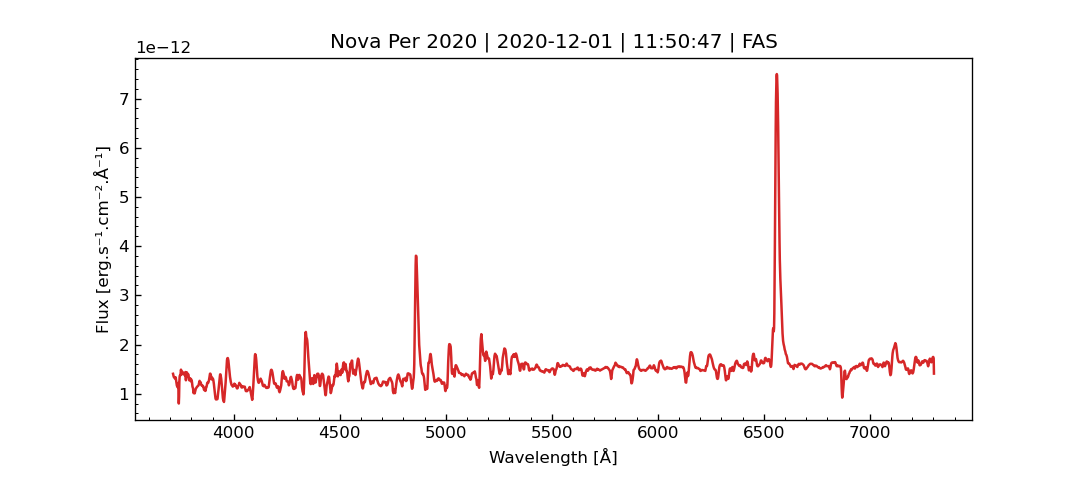 Nova Per 2020 | 2020-12-01 | 11:50:47 | FAS
1e−12
7
6
5
4
3
2
1
Flux [erg.s⁻¹.cm⁻².Å⁻¹]
4000 4500 5000 5500 6000 6500 7000
Wavelength [Å]